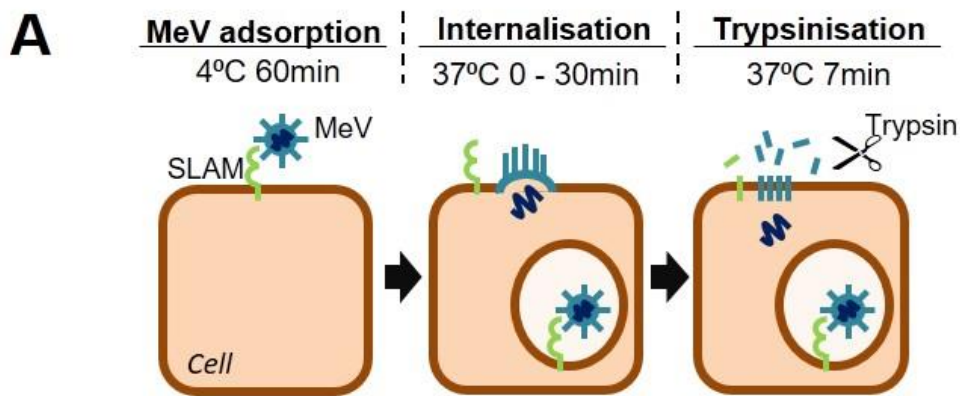 A
MeV adsorption
Internalisation
Trypsinisation
4ºC 60min
37ºC 0 - 30min
37ºC 7min
MeV
SLAM
Trypsin
Cell